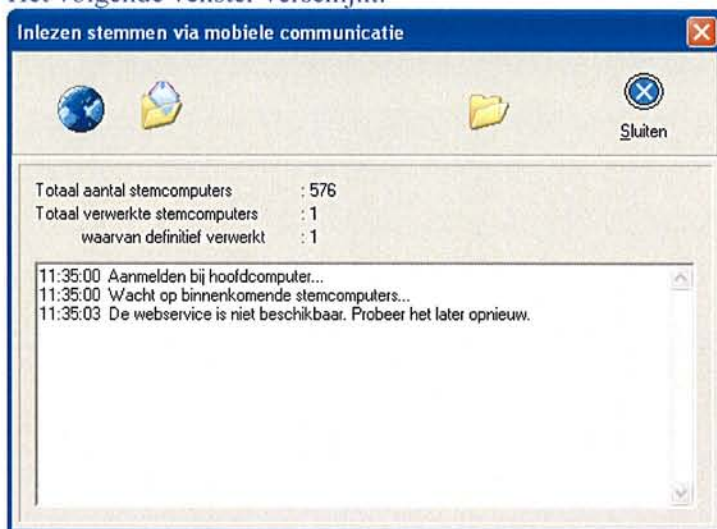 Het volgende venster verschijnt:
Inlezen stemmen via mobiele communicatie
Sluiten
Totaal aantal stemcomputers : 576
Totaal verwerkte stemcomputers : 1
waarvan definitief verwerkt : 1
11:35:00 Aanmelden bij hoofdcomputer...
11:35:00 Wacht op binnenkomende stemcomputers...
11:35:03 De webservice is niet beschikbaar. Probeer het later opnieuw.